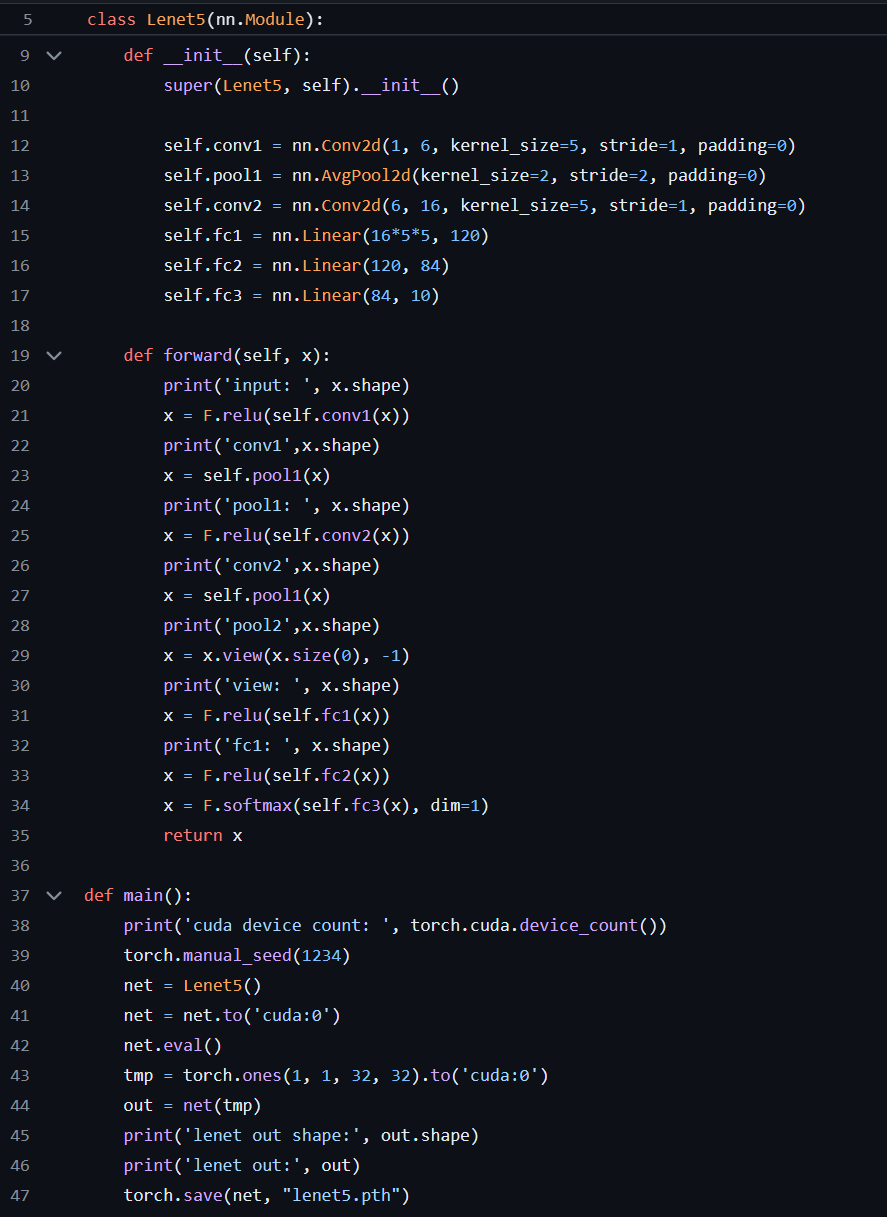 5 class Lenet5(nn.Module):
9 def __init__(self):
10 super(Lenet5, self).__init__()
11
12 self.conv1 = nn.Conv2d(1, 6, kernel_size=5, stride=1, padding=0)
13 self.pool1 = nn.AvgPool2d(kernel_size=2, stride=2, padding=0)
14 self.conv2 = nn.Conv2d(6, 16, kernel_size=5, stride=1, padding=0)
15 self.fc1 = nn.Linear(16*5*5, 120)
16 self.fc2 = nn.Linear(120, 84)
17 self.fc3 = nn.Linear(84, 10)
18
19 def forward(self, x):
20 print('input: ', x.shape)
21 x = F.relu(self.conv1(x))
22 print('conv1',x.shape)
23 x = self.pool1(x)
24 print('pool1: ', x.shape)
25 x = F.relu(self.conv2(x))
26 print('conv2',x.shape)
27 x = self.pool1(x)
28 print('pool2',x.shape)
29 x = x.view(x.size(0), -1)
30 print('view: ', x.shape)
31 x = F.relu(self.fc1(x))
32 print('fc1: ', x.shape)
33 x = F.relu(self.fc2(x))
34 x = F.softmax(self.fc3(x), dim=1)
35 return x
36
37 def main():
38 print('cuda device count: ', torch.cuda.device_count())
39 torch.manual_seed(1234)
40 net = Lenet5()
41 net = net.to('cuda:0')
42 net.eval()
43 tmp = torch.ones(1, 1, 32, 32).to('cuda:0')
44 out = net(tmp)
45 print('lenet out shape:', out.shape)
46 print('lenet out:', out)
47 torch.save(net, "lenet5.pth")